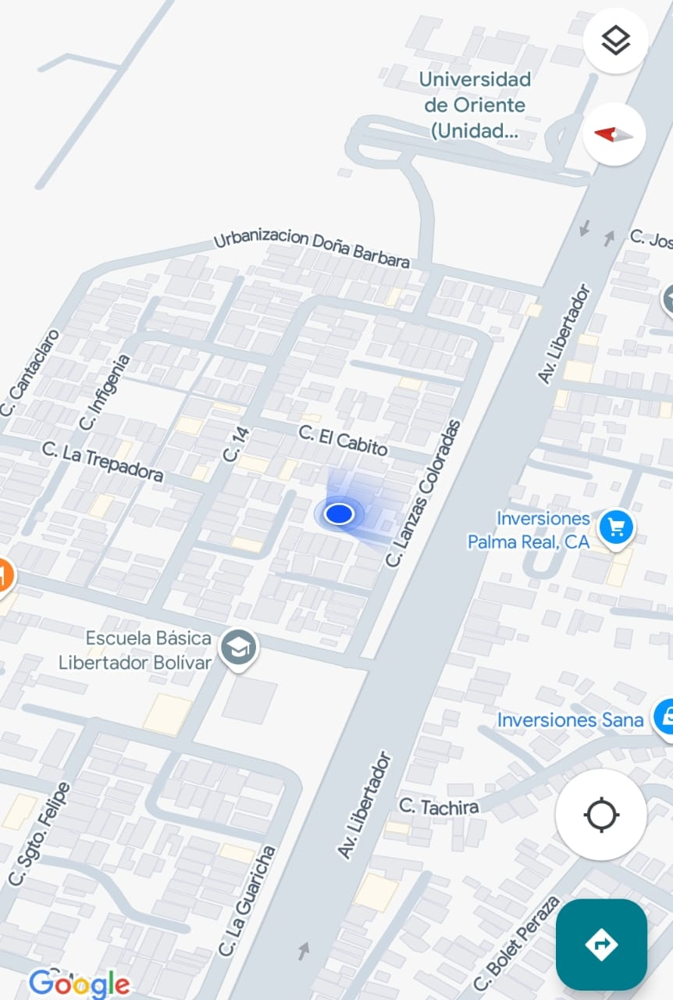 Universidad
de Oriente
(Unidad...
Urbanizacion Doña Barbara
C. Jos
Av. Libertador
C. Cantaclaro
C. Infigenia
C. 14
C. El Cabito
C. La Trepadora
C. Lanzas Coloradas
Inversiones
Palma Real, CA
Escuela Básica
Libertador Bolívar
Inversiones Sana
Av. Libertador
C. Tachira
C. Sgto. Felipe
C. La Guaricha
C. Bolet Peraza
Google